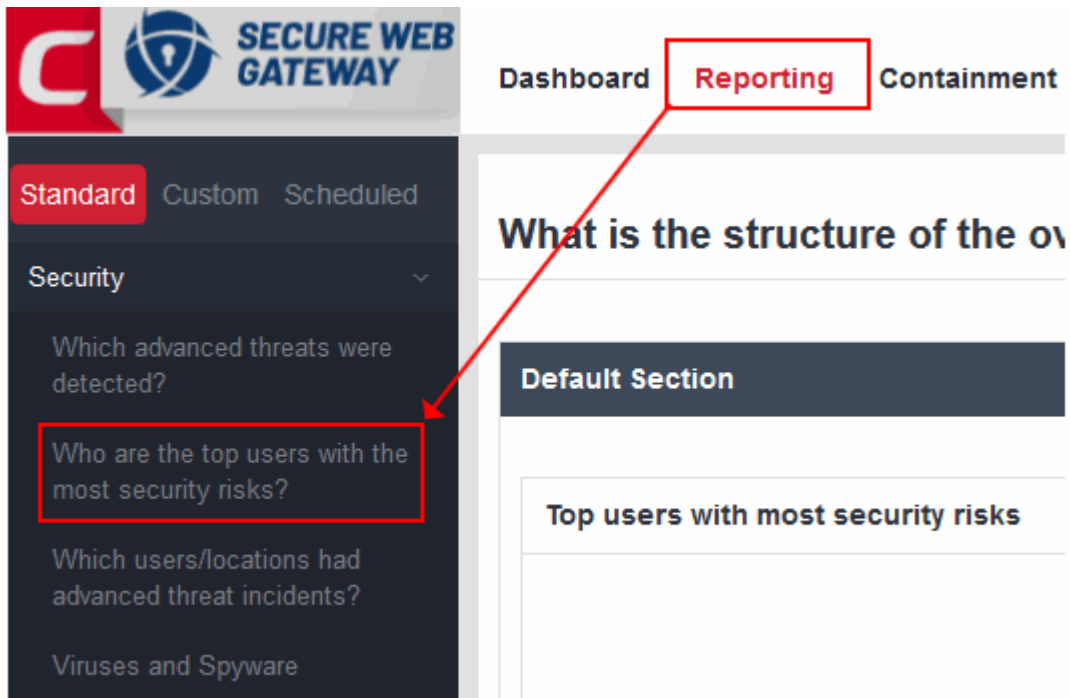 SECURE WEB
GATEWAY
Dashboard Reporting Containment
Standard Custom Scheduled
What is the structure of the ov
Security
Which advanced threats were
detected?
Default Section
Who are the top users with the
most security risks?
Top users with most security risks
Which users/locations had
advanced threat incidents?
Viruses and Spyware